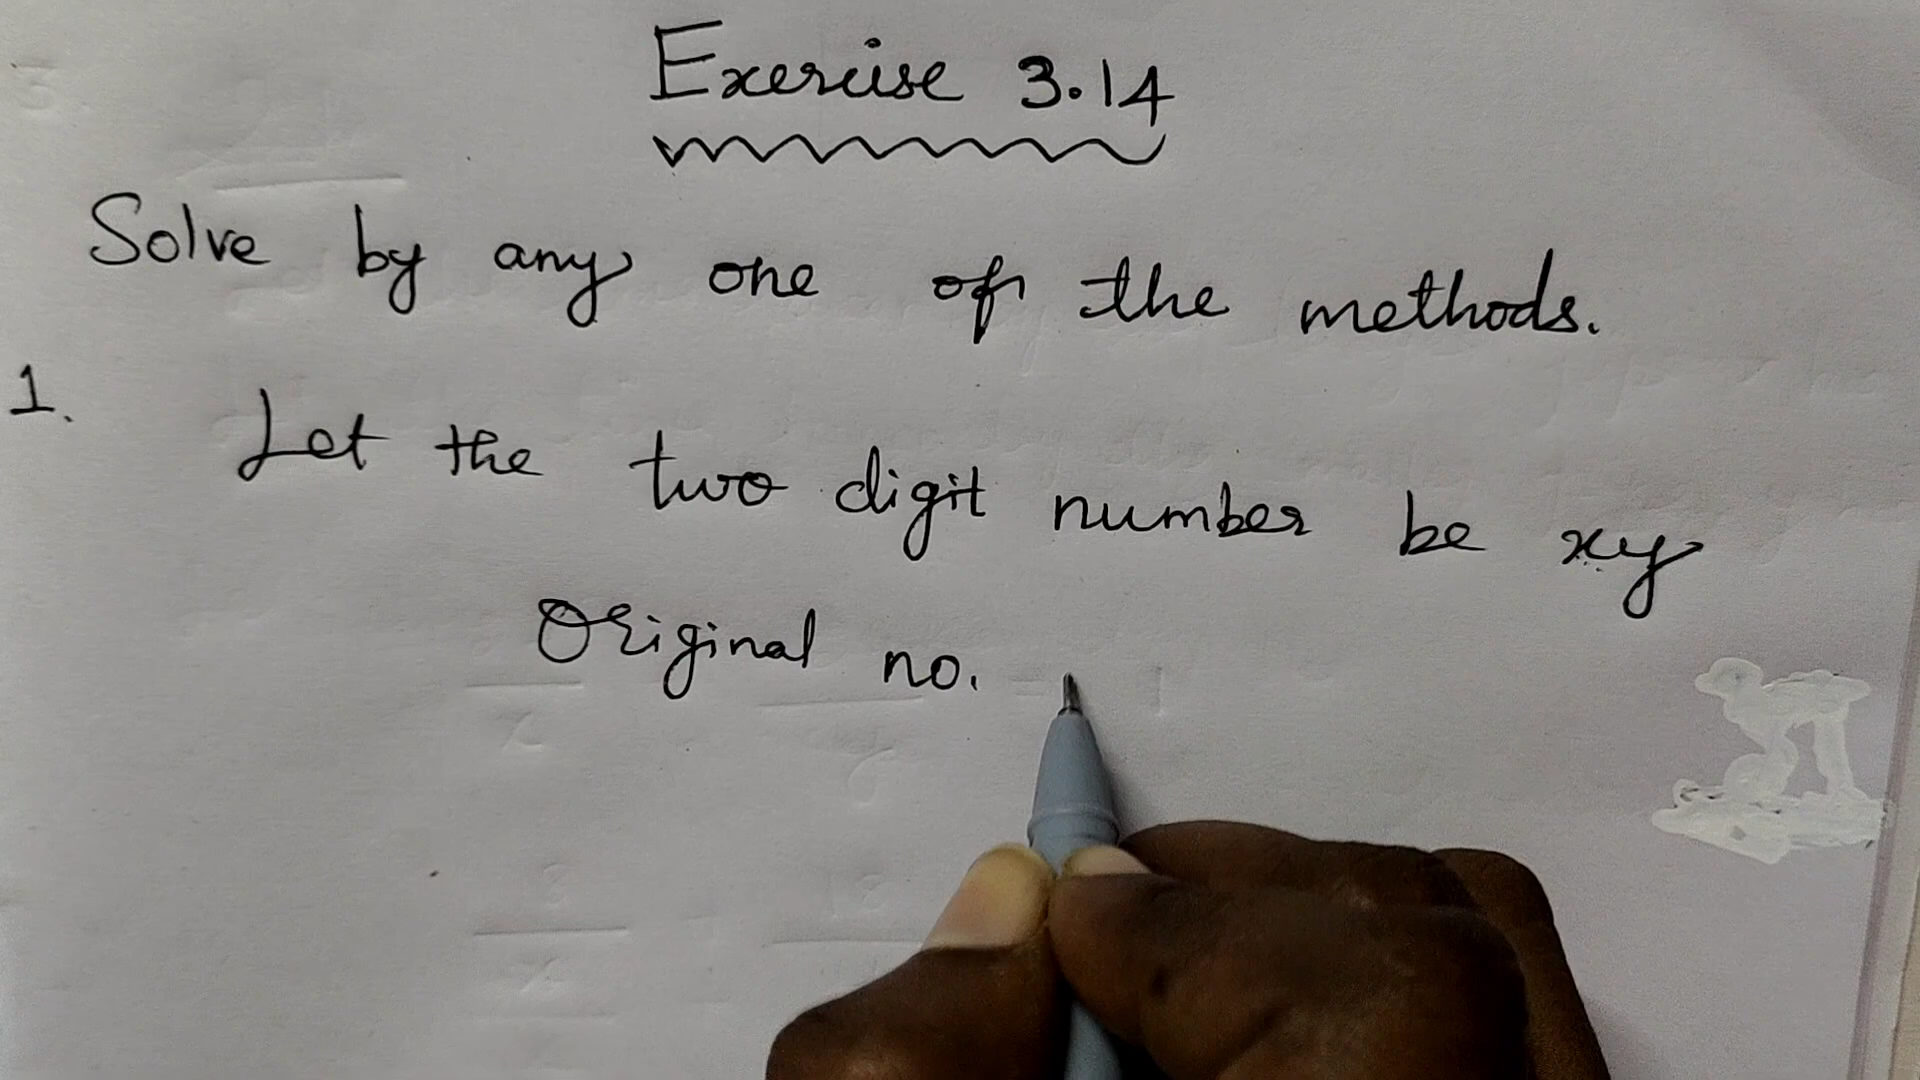 Exercise 3.14
Solve by any one of the methods.
1. Let the two digit number be xy
Original no.